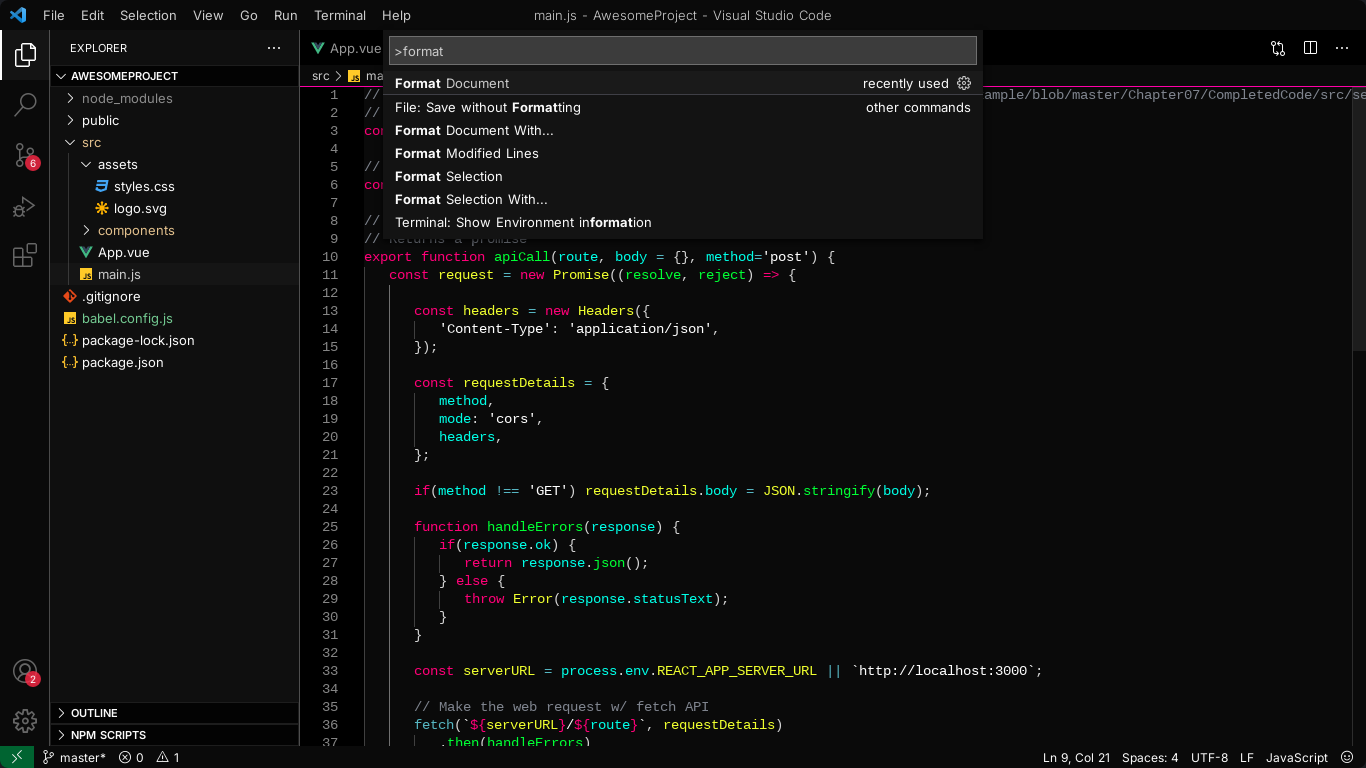 File Edit Selection View Go Run Terminal Help
main.js - AwesomeProject - Visual Studio Code
EXPLORER
AWESOMEPROJECT
node_modules
public
src
assets
styles.css
logo.svg
components
App.vue
main.js
.gitignore
babel.config.js
package-lock.json
package.json
OUTLINE
NPM SCRIPTS
6
2
App.vue
src
JS
>format
Format Document recently used
File: Save without Formatting other commands
Format Document With...
Format Modified Lines
Format Selection
Format Selection With...
Terminal: Show Environment information
1 // ample/blob/master/Chapter07/CompletedCode/src/se
2 //
3
4
5 //
6
7
8 //
9 // Returns a promise
10 export function apiCall(route, body = {}, method='post') {
11 const request = new Promise((resolve, reject) => {
12
13 const headers = new Headers({
14 'Content-Type': 'application/json',
15 });
16
17 const requestDetails = {
18 method,
19 mode: 'cors',
20 headers,
21 };
22
23 if(method !== 'GET') requestDetails.body = JSON.stringify(body);
24
25 function handleErrors(response) {
26 if(response.ok) {
27 return response.json();
28 } else {
29 throw Error(response.statusText);
30 }
31 }
32
33 const serverURL = process.env.REACT_APP_SERVER_URL || `http://localhost:3000`;
34
35 // Make the web request w/ fetch API
36 fetch(`${serverURL}/${route}`, requestDetails)
37 .then(handleErrors)
master* 0 1
Ln 9, Col 21 Spaces: 4 UTF-8 LF JavaScript